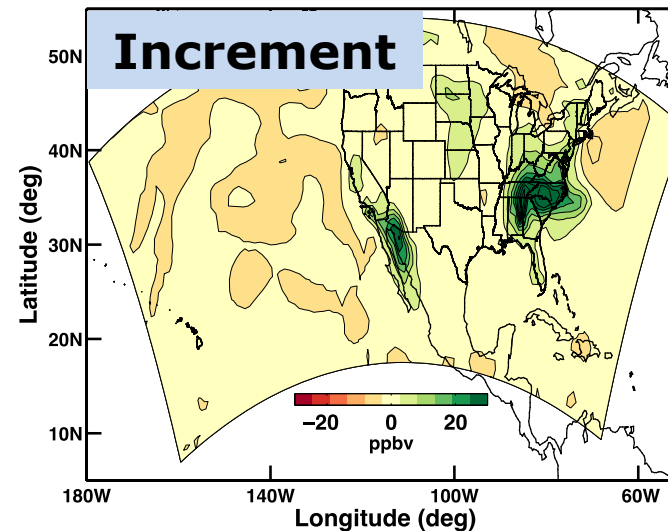 Increment
50N
40N
30N
20N
10N
Latitude (deg)
−20 0 20
ppbv
180W 140W 100W 60W
Longitude (deg)